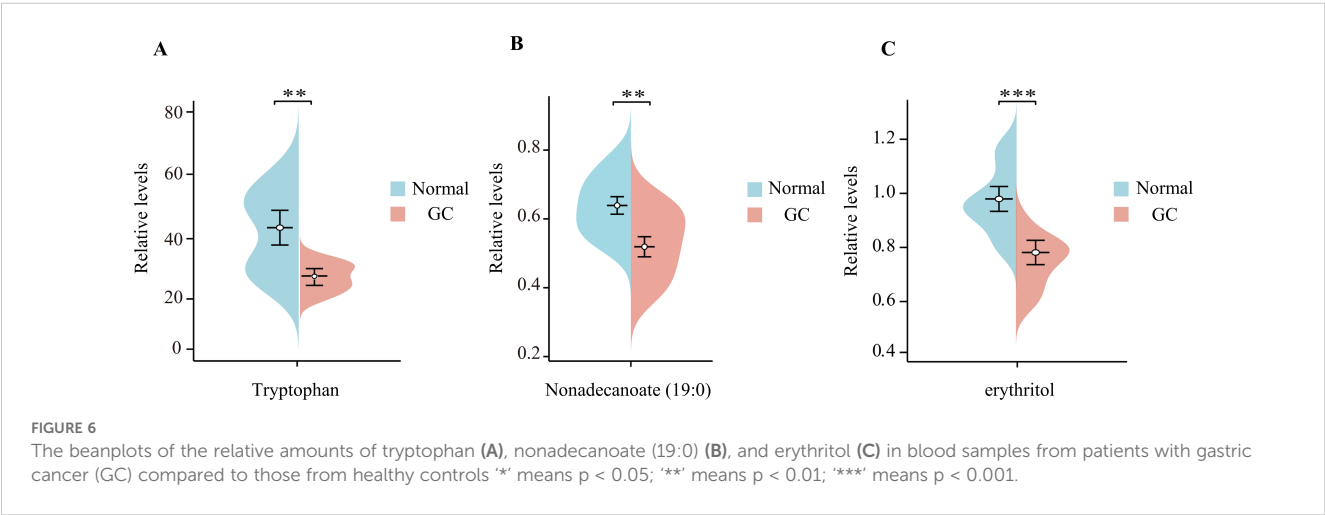 A
**
80
60
40
20
0
Relative levels
Normal
GC
Tryptophan
B
**
0.8
0.6
0.4
0.2
Relative levels
Normal
GC
Nonadecanoate (19:0)
C
***
1.2
1.0
0.8
0.6
0.4
Relative levels
Normal
GC
erythritol
FIGURE 6
The beanplots of the relative amounts of tryptophan (A), nonadecanoate (19:0) (B), and erythritol (C) in blood samples from patients with gastric
cancer (GC) compared to those from healthy controls ‘*’ means p < 0.05; ‘**’ means p < 0.01; ‘***’ means p < 0.001.